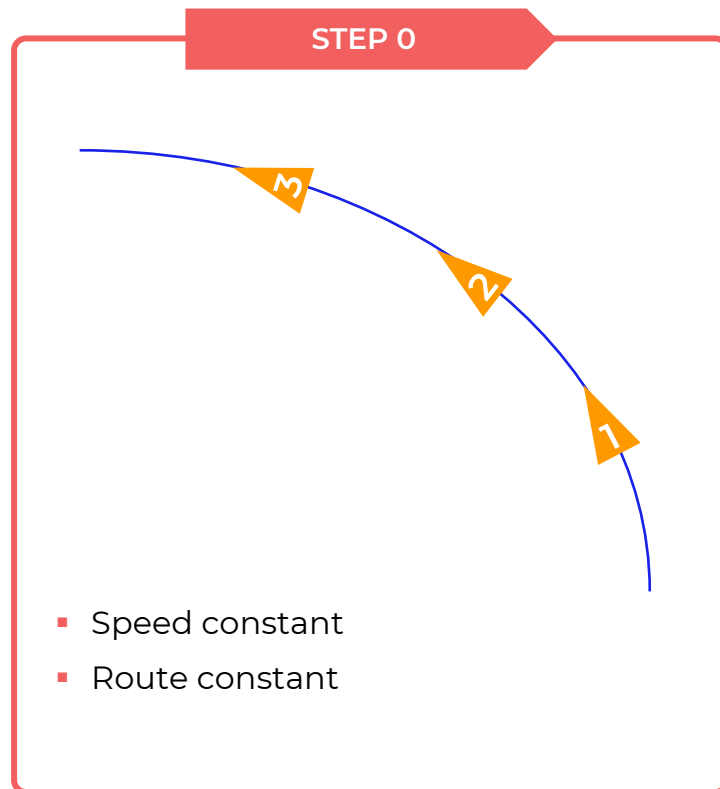 STEP 0
3
2
1
▪ Speed constant
▪ Route constant